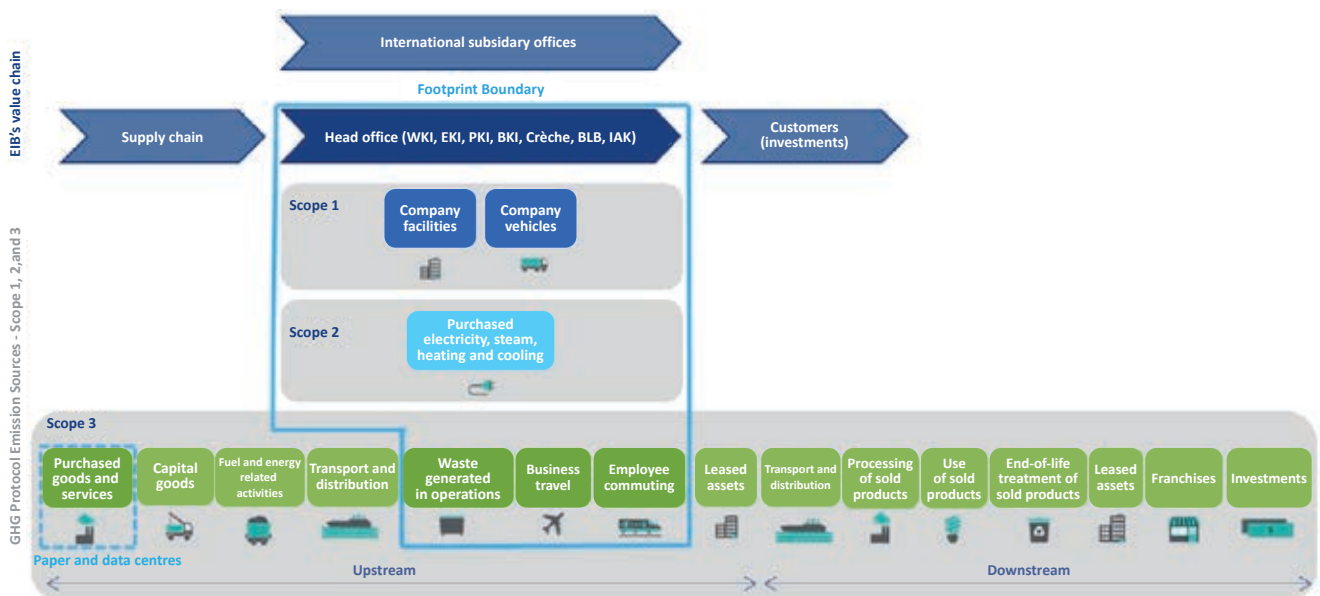 International subsidary offices
EIB's value chain
Footprint Boundary
Supply chain
Head office (WKI, EKI, PKI, BKI, Crèche, BLB, IAK)
Customers
(investments)
GHG Protocol Emission Sources - Scope 1, 2,and 3
Scope 1
Company
facilities
Company
vehicles
Scope 2
Purchased
electricity, steam,
heating and cooling
Scope 3
Purchased
goods and
services
Capital
goods
Fuel and energy
related
activities
Transport and
distribution
Waste
generated
in operations
Business
travel
Employee
commuting
Leased
assets
Transport and
distribution
Processing
of sold
products
Use
of sold
products
End-of-life
treatment of
sold products
Leased
assets
Franchises
Investments
Paper and data centres
Upstream
Downstream